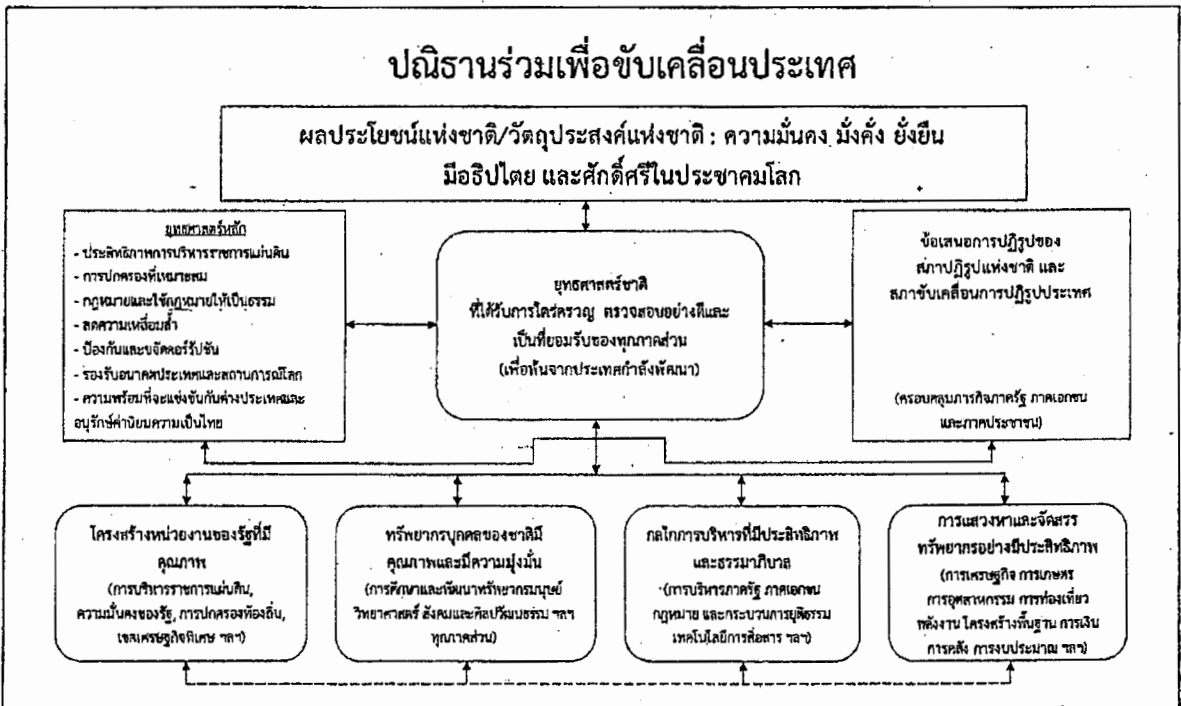 ปณิธานร่วมเพื่อขับเคลื่อนประเทศ
ผลประโยชน์แห่งชาติ/วัตถุประสงค์แห่งชาติ : ความมั่นคง มั่งคั่ง ยั่งยืน
มีอธิปไตย และศักดิ์ศรีในประชาคมโลก
ยุทธศาสตร์หลัก
- ประสิทธิภาพการบริหารราชการแผ่นดิน
- การปกครองที่เหมาะสม
- กฎหมายและใช้กฎหมายให้เป็นธรรม
- ลดความเหลื่อมล้ำ
- ป้องกันและขจัดคอร์รัปชัน
- รองรับอนาคตประเทศและสถานการณ์โลก
- ความพร้อมที่จะแข่งขันกับต่างประเทศและ
อนุรักษ์ค่านิยมความเป็นไทย
ยุทธศาสตร์ชาติ
ที่ได้รับการไตร่ตรวญ ตรวจสอบอย่างดีและ
เป็นที่ยอมรับของทุกภาคส่วน
(เพื่อพ้นจากประเทศกำลังพัฒนา)
ข้อเสนอการปฏิรูปของ
สภาปฏิรูปแห่งชาติ และ
สภาขับเคลื่อนการปฏิรูปประเทศ
(ครอบคลุมภารกิจภาครัฐ ภาคเอกชน
และภาคประชาชน)
โครงสร้างหน่วยงานของรัฐที่มี
คุณภาพ
(การบริหารราชการแผ่นดิน,
ความมั่นคงของรัฐ, การปกครองท้องถิ่น,
เขตเศรษฐกิจพิเศษ ฯลฯ)
ทรัพยากรบุคคลของชาติมี
คุณภาพและมีความมุ่งมั่น
(การศึกษาและพัฒนาทรัพยากรมนุษย์
วิทยาศาสตร์ สังคมและศิลปวัฒนธรรม ฯลฯ
ทุกภาคส่วน)
กลไกการบริหารที่มีประสิทธิภาพ
และธรรมาภิบาล
(การบริหารภาครัฐ ภาคเอกชน
กฎหมาย และกระบวนการยุติธรรม
เทคโนโลยีการสื่อสาร ฯลฯ)
การแสวงหาและจัดสรร
ทรัพยากรอย่างมีประสิทธิภาพ
(การเศรษฐกิจ การเกษตร
การอุตสาหกรรม การท่องเที่ยว
พลังงาน โครงสร้างพื้นฐาน การเงิน
การคลัง การงบประมาณ ฯลฯ)